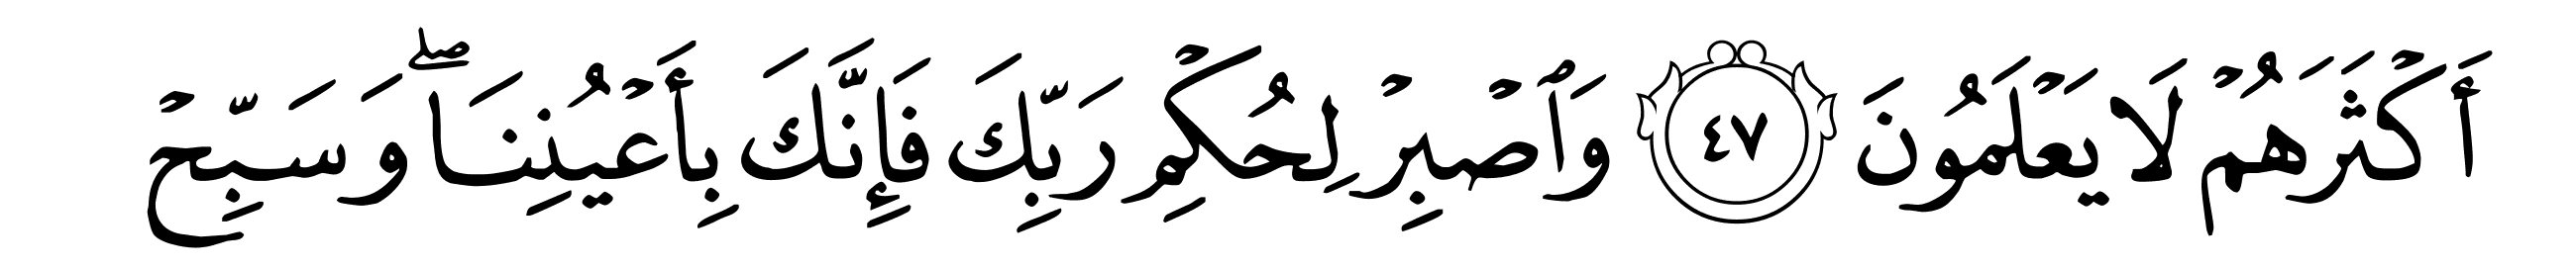 أَكْثَرَهُمْ لَا يَعْلَمُونَ ٤٧ وَٱصْبِرْ لِحُكْمِ رَبِّكَ فَإِنَّكَ بِأَعْيُنِنَا ۖ وَسَبِّحْ